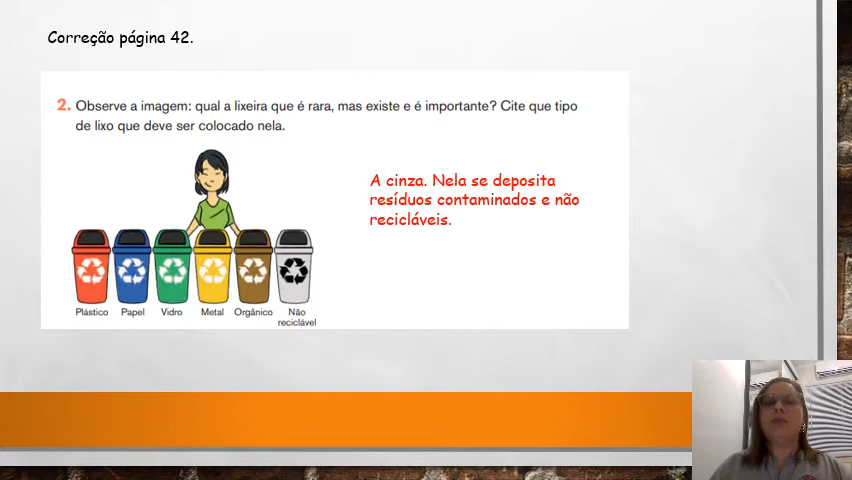 Correção página 42.
2. Observe a imagem: qual a lixeira que é rara, mas existe e é importante? Cite que tipo
de lixo que deve ser colocado nela.
A cinza. Nela se deposita
resíduos contaminados e não
recicláveis.
Plástico Papel Vidro Metal Orgânico Não
reciclável